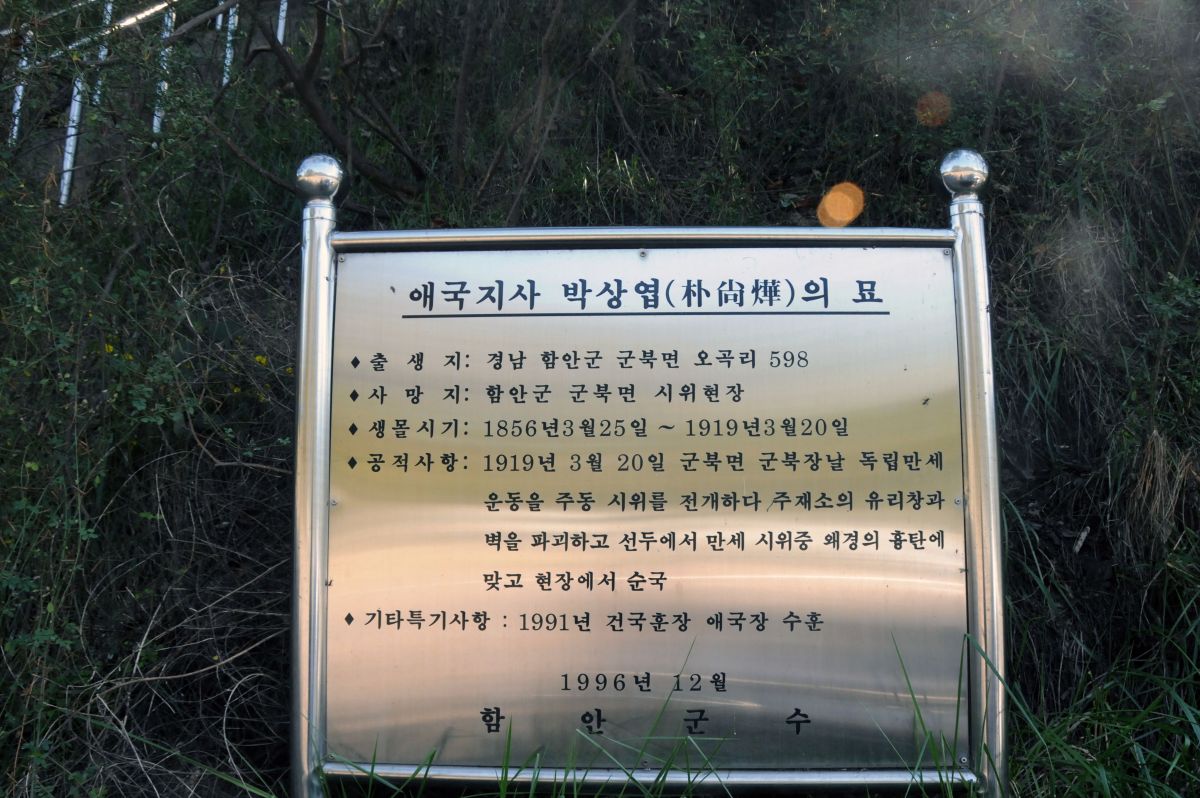 애국지사 박상엽(朴尙燁)의 묘
♦ 출 생 지: 경남 함안군 군북면 오곡리 598
♦ 사 망 지: 함안군 군북면 시위현장
♦ 생몰시기: 1856년3월25일 ~ 1919년3월20일
♦ 공적사항: 1919년 3월 20일 군북면 군북장날 독립만세
운동을 주동 시위를 전개하다 주재소의 유리창과
벽을 파괴하고 선두에서 만세 시위중 왜경의 흉탄에
맞고 현장에서 순국
♦ 기타특기사항 : 1991년 건국훈장 애국장 수훈
1996년 12월
함 안 군 수